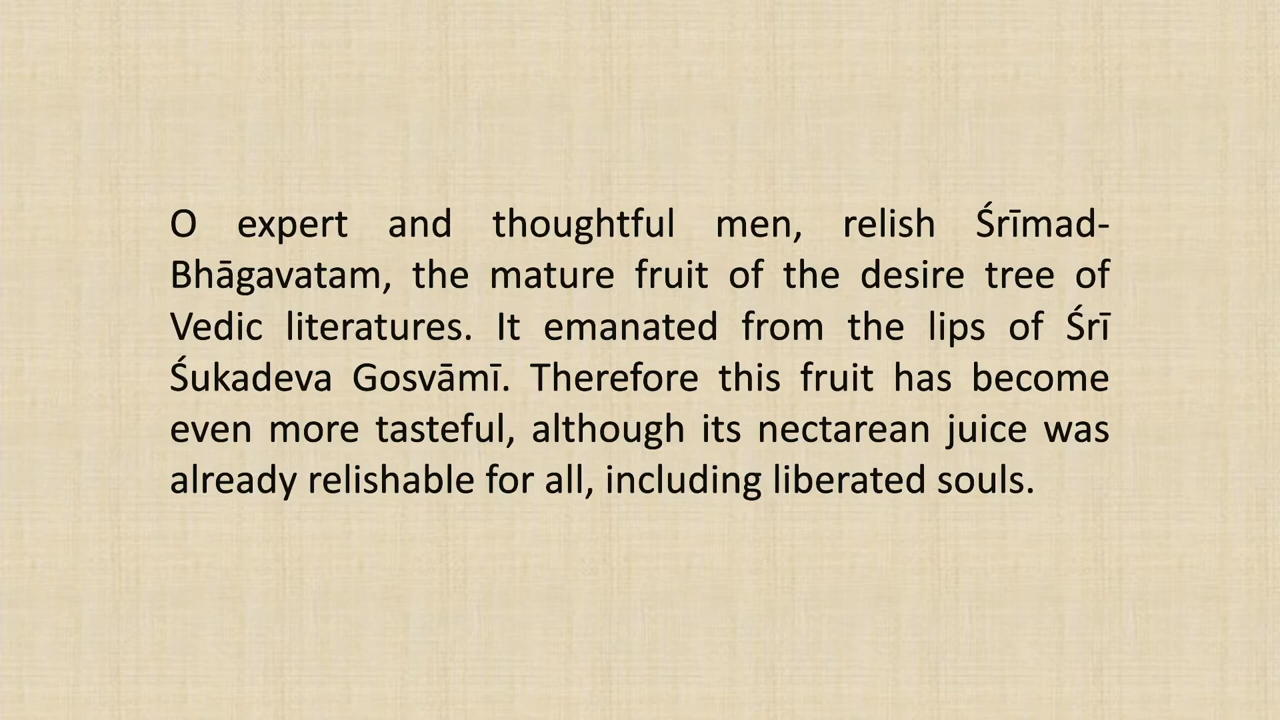 O expert and thoughtful men, relish Śrīmad-
Bhāgavatam, the mature fruit of the desire tree of
Vedic literatures. It emanated from the lips of Śrī
Śukadeva Gosvāmī. Therefore this fruit has become
even more tasteful, although its nectarean juice was
already relishable for all, including liberated souls.